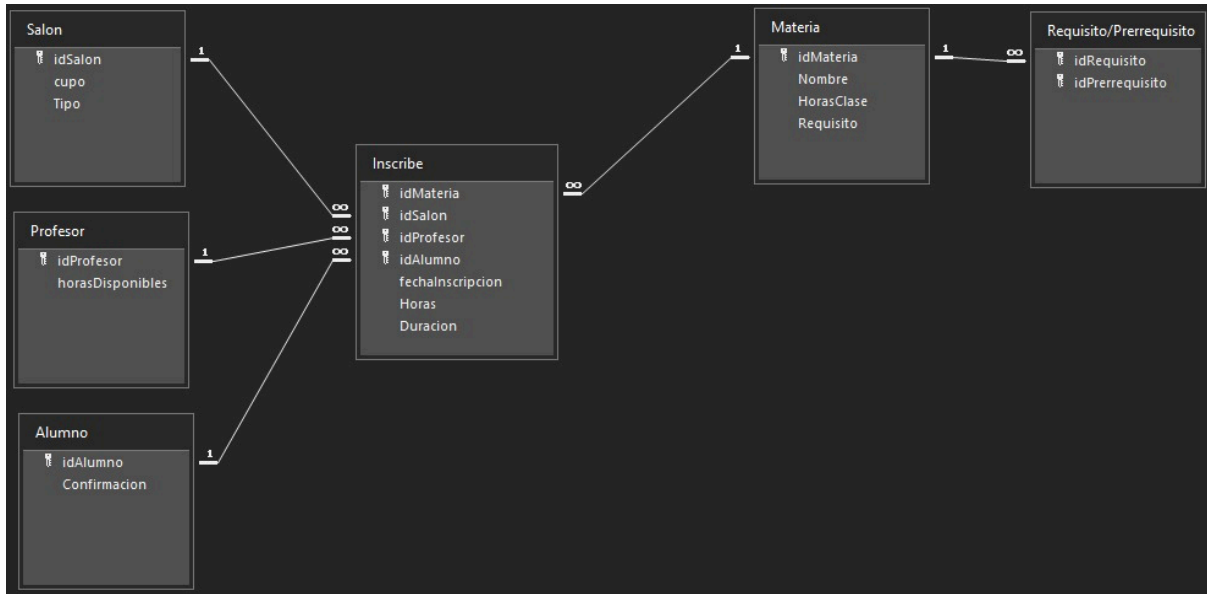 Salon
idSalon
cupo
Tipo
1
Profesor
idProfesor
horasDisponibles
1
Alumno
idAlumno
Confirmacion
1
Inscribe
idMateria
idSalon
idProfesor
idAlumno
fechaInscripcion
Horas
Duracion
∞
∞
∞
∞
Materia
idMateria
Nombre
HorasClase
Requisito
1
1
∞
Requisito/Prerrequisito
idRequisito
idPrerrequisito